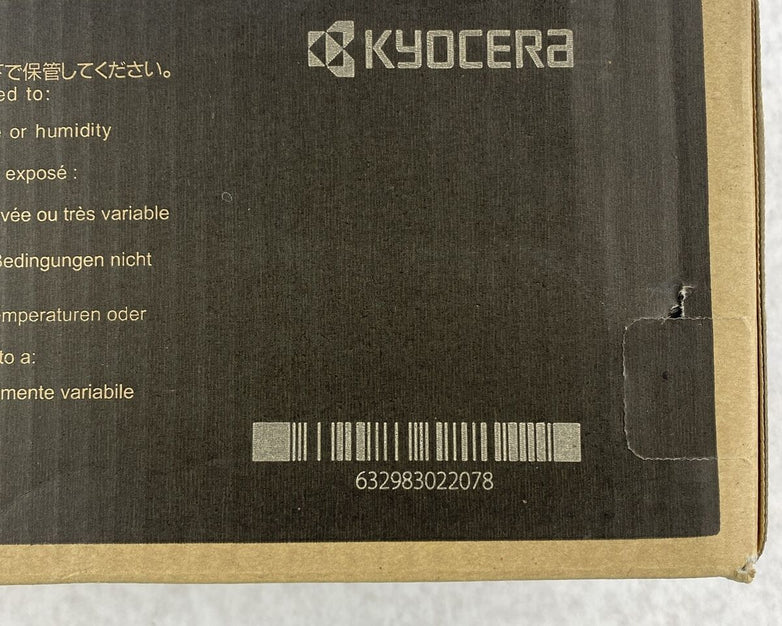 KYOCERA
下で保管してください。
ed to:
e or humidity
exposé :
vée ou très variable
Bedingungen nicht
mperaturen oder
to a:
mente variabile
632983022078